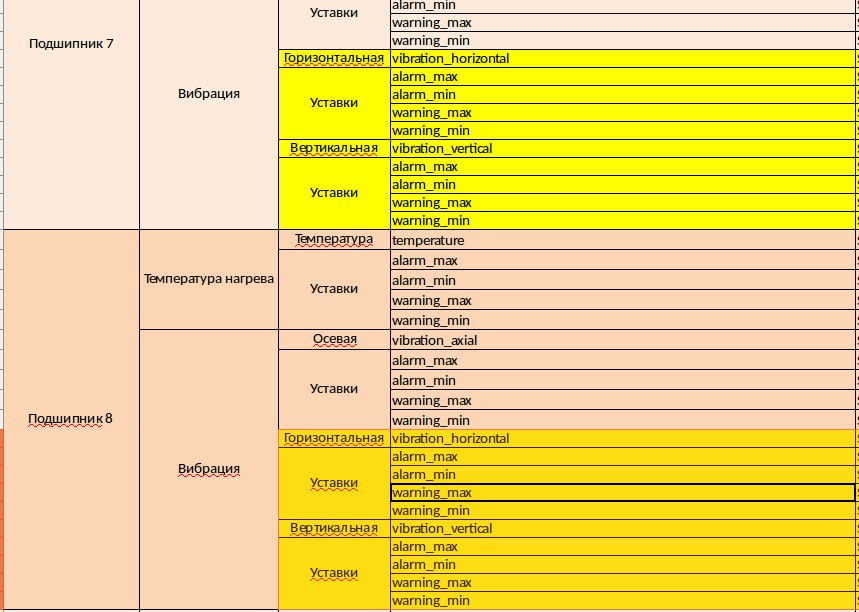 alarm_min
Уставки
warning_max
warning_min
Подшипник 7
Горизонтальная
vibration_horizontal
alarm_max
Вибрация
alarm_min
Уставки
warning_max
warning_min
Вертикальная
vibration_vertical
alarm_max
alarm_min
Уставки
warning_max
warning_min
Температура
temperature
alarm_max
Температура нагрева
alarm_min
Уставки
warning_max
warning_min
Осевая
vibration_axial
alarm_max
alarm_min
Уставки
warning_max
Подшипник 8
warning_min
Горизонтальная
vibration_horizontal
alarm_max
Вибрация
alarm_min
Уставки
warning_max
warning_min
Вертикальная
vibration_vertical
alarm_max
alarm_min
Уставки
warning_max
warning_min